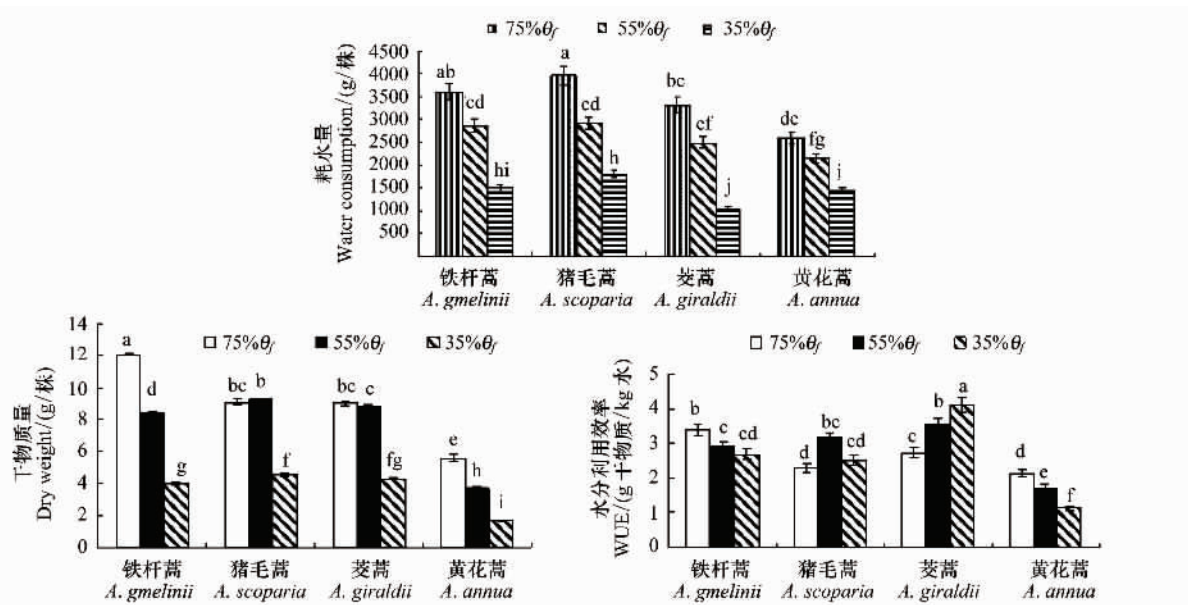 75%θf 55%θf 35%θf
耗水量
Water consumption/(g/株)
4500
4000
3500
3000
2500
2000
1500
1000
500
ab cd hi
a cd h
bc ef j
dc fg j
铁杆蒿 猪毛蒿 茭蒿 黄花蒿
A. gmelinii A. scoparia A. giraldii A. annua
干物质量
Dry weight/(g/株)
75%θf 55%θf 35%θf
14
12
10
8
6
4
2
0
a d g
bc b f
bc c fg
e h i
铁杆蒿 猪毛蒿 茭蒿 黄花蒿
A. gmelinii A. scoparia A. giraldii A. annua
水分利用效率
WUE/(g 干物质/kg 水)
75%θf 55%θf 35%θf
5
4
3
2
1
0
b c cd
d bc cd
c b a
d e f
铁杆蒿 猪毛蒿 茭蒿 黄花蒿
A. gmelinii A. scoparia A. giraldii A. annua